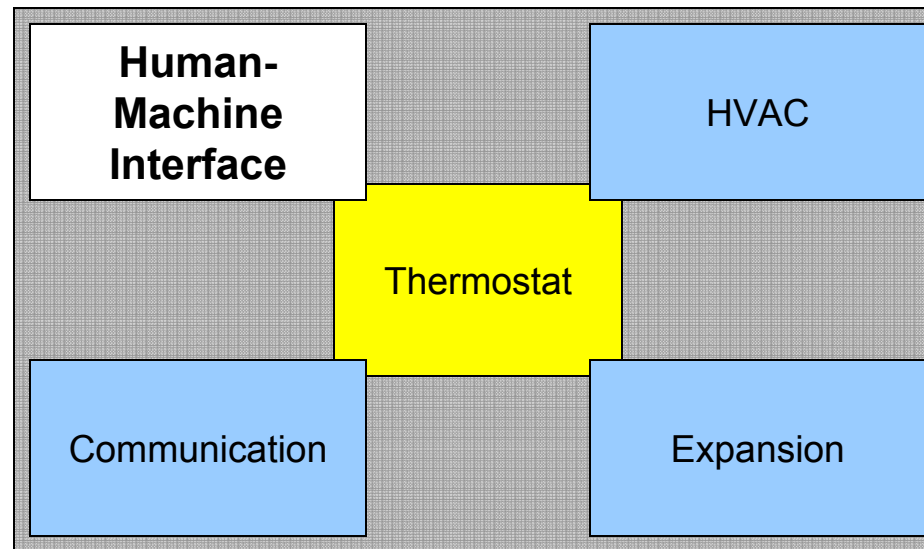 Human-
Machine
Interface
HVAC
Thermostat
Communication
Expansion